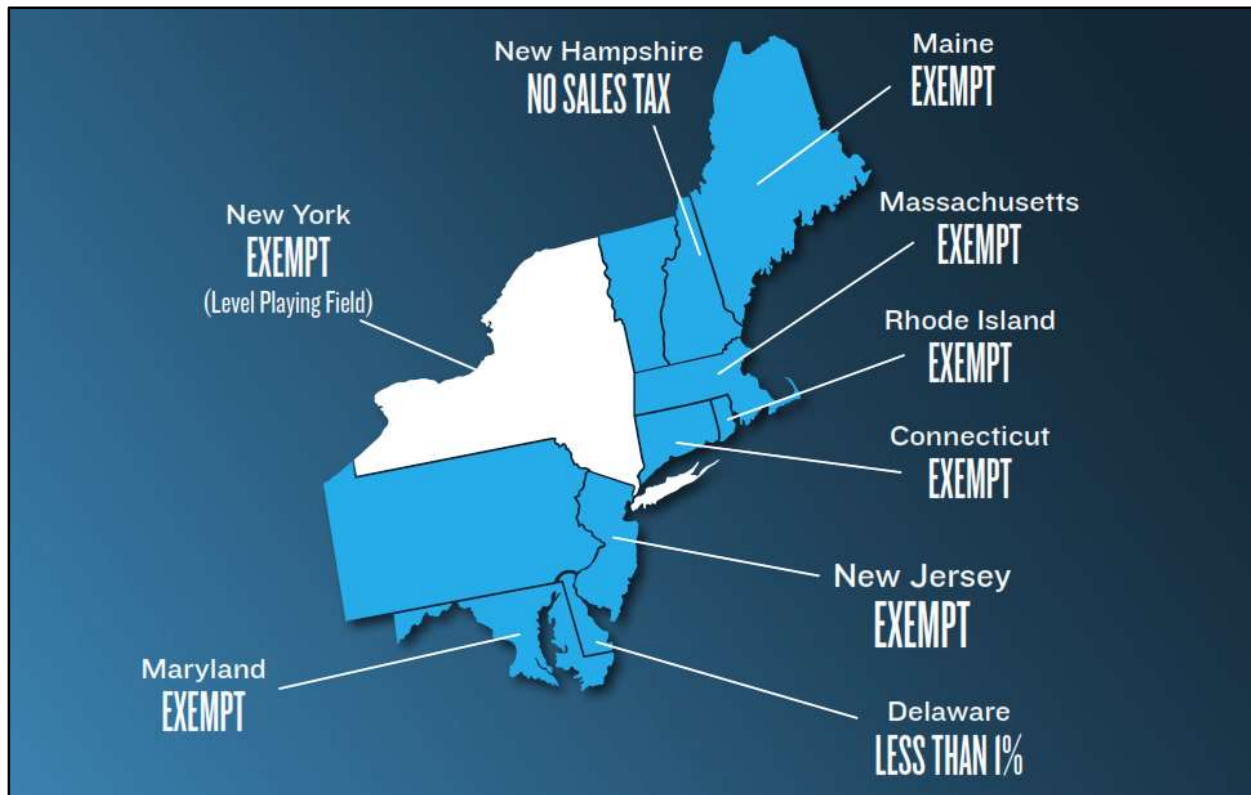 New Hampshire
NO SALES TAX
Maine
EXEMPT
New York
EXEMPT
(Level Playing Field)
Massachusetts
EXEMPT
Rhode Island
EXEMPT
Connecticut
EXEMPT
New Jersey
EXEMPT
Maryland
EXEMPT
Delaware
LESS THAN 1%